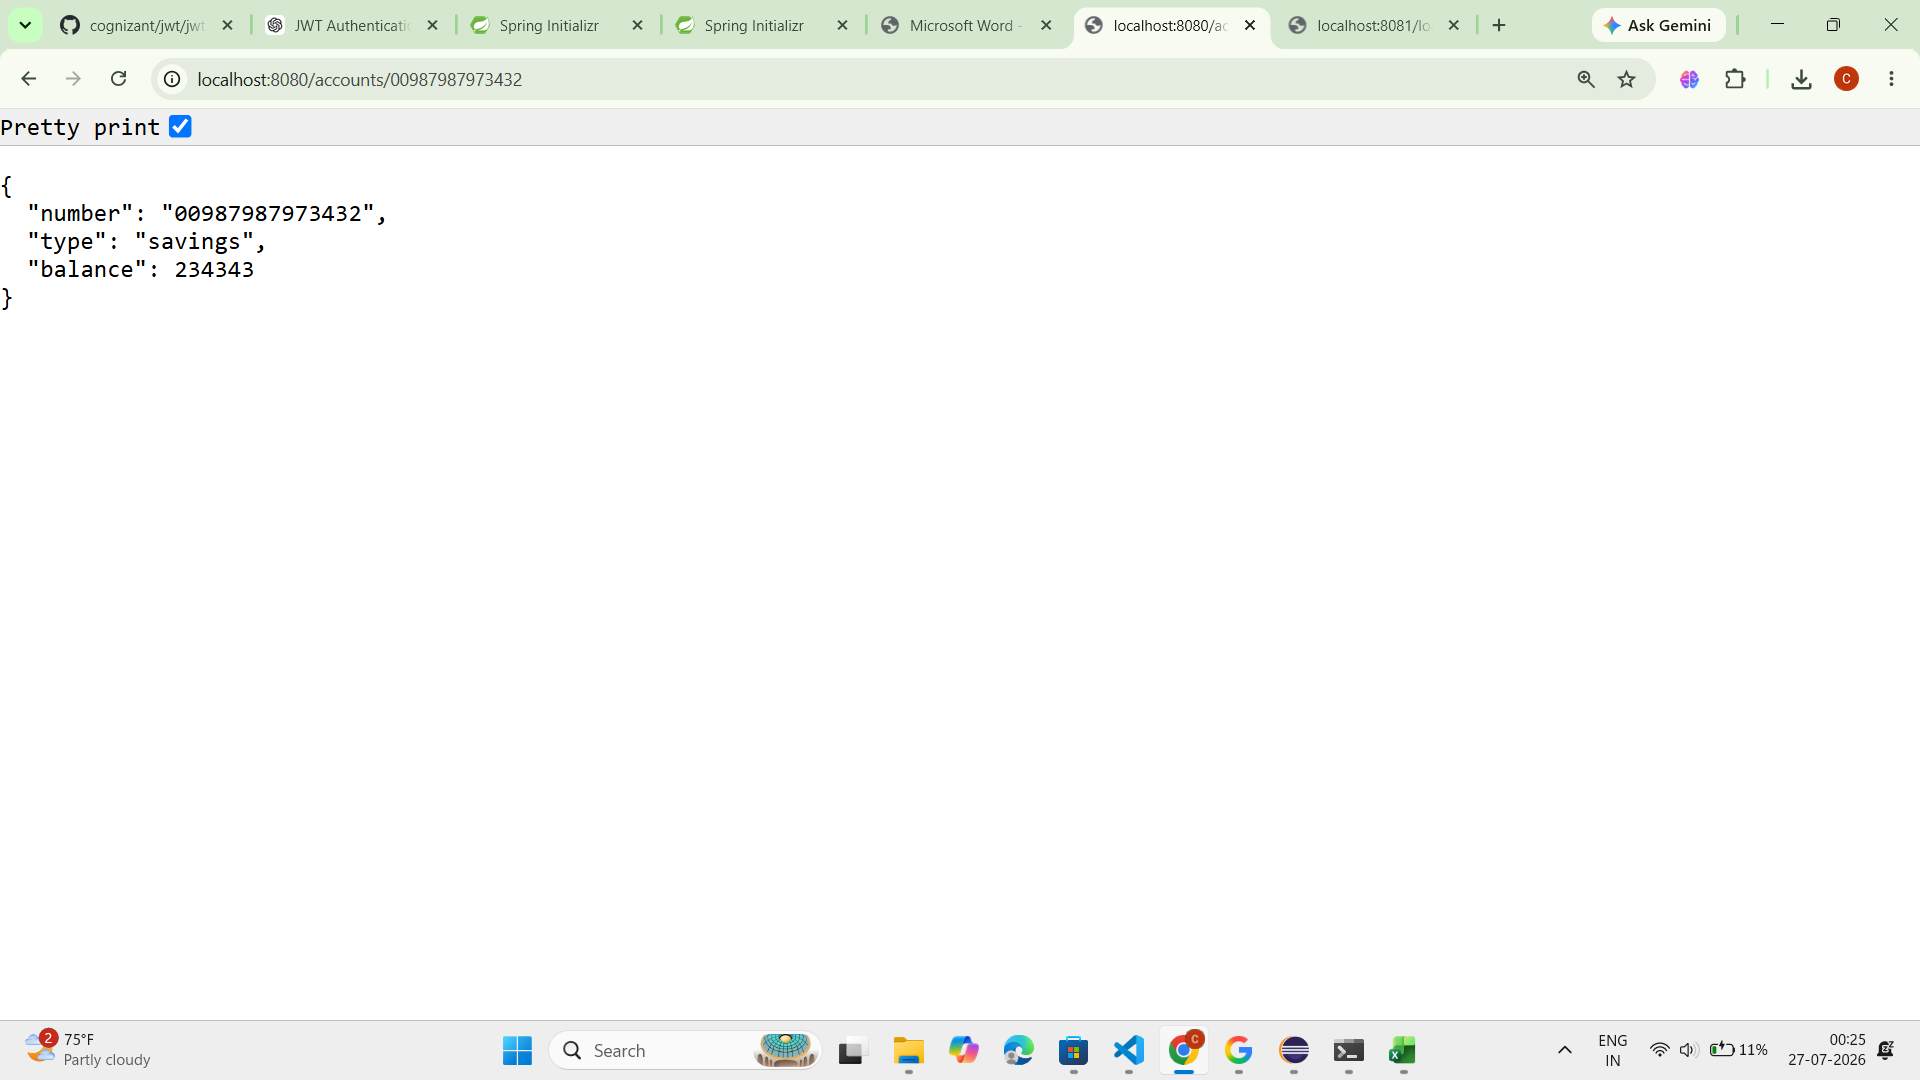 cognizant/jwt/jwt
JWT Authenticatic
Spring Initializr
Spring Initializr
Microsoft Word -
localhost:8080/ac
localhost:8081/lo
Ask Gemini
localhost:8080/accounts/00987987973432
C
Pretty print
{
"number": "00987987973432",
"type": "savings",
"balance": 234343
}
2
75°F
Partly cloudy
Search
C
ENG
IN
11%
00:25
27-07-2026